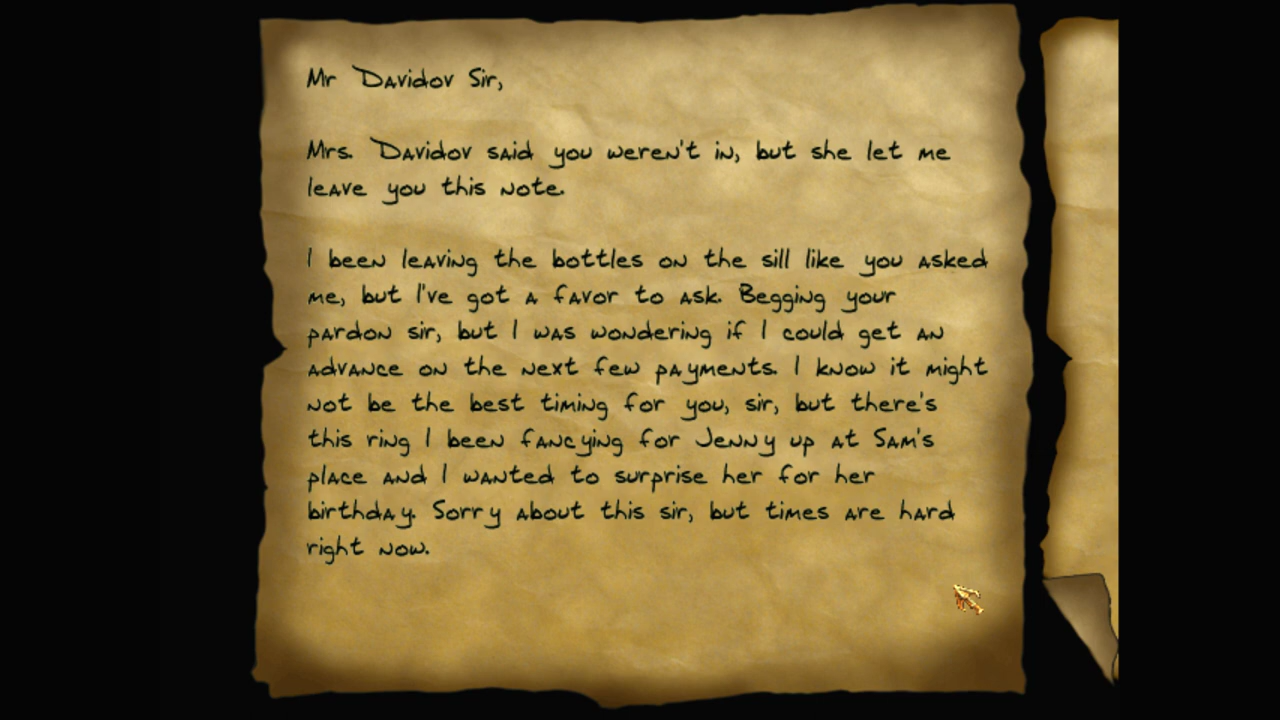 Mr Davidov Sir,
Mrs. Davidov said you weren't in, but she let me
leave you this note.
I been leaving the bottles on the sill like you asked
me, but I've got a favor to ask. Begging your
pardon sir, but I was wondering if I could get an
advance on the next few payments. I know it might
not be the best timing for you, sir, but there's
this ring I been fancying for Jenny up at Sam's
place and I wanted to surprise her for her
birthday. Sorry about this sir, but times are hard
right now.